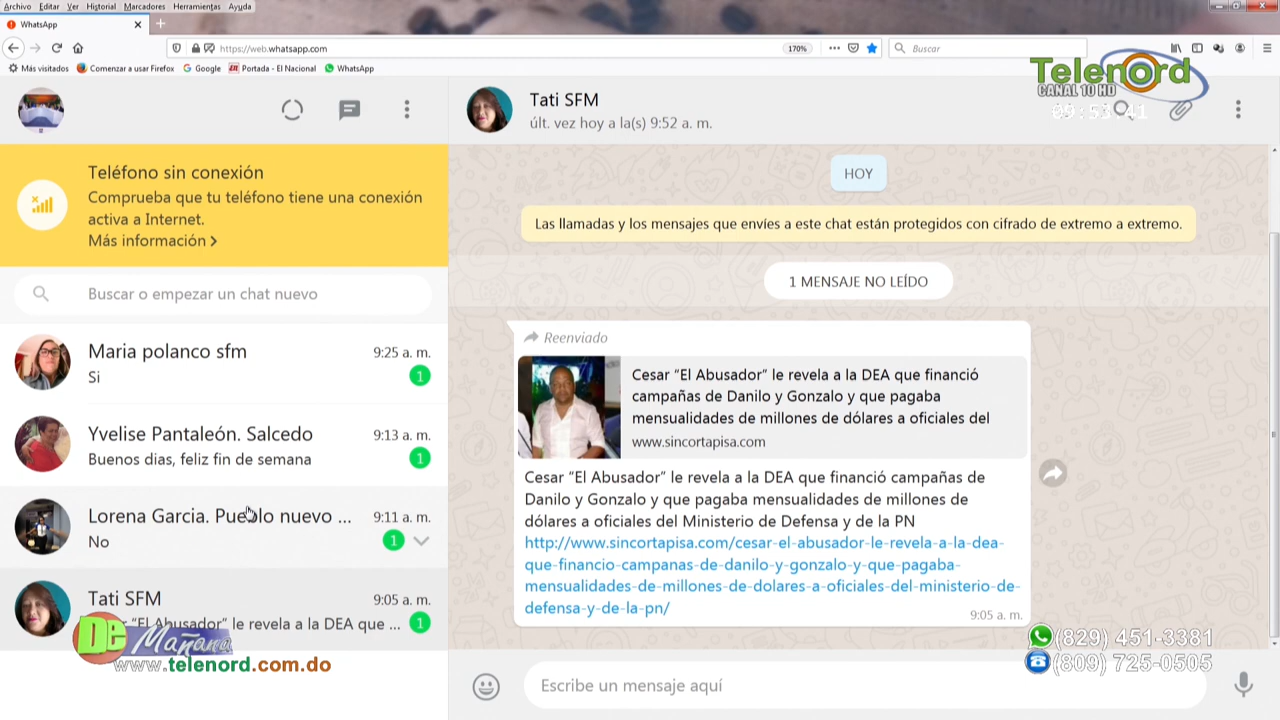 Archivo Editar Ver Historial Marcadores Herramientas Ayuda
WhatsApp
https://web.whatsapp.com
170%
Buscar
Más visitados Comenzar a usar Firefox Google Portada - El Nacional WhatsApp
Telenord
CANAL 10 HD
09:53:41
Tati SFM
últ. vez hoy a la(s) 9:52 a. m.
Teléfono sin conexión
Comprueba que tu teléfono tiene una conexión
activa a Internet.
Más información >
Buscar o empezar un chat nuevo
Maria polanco sfm 9:25 a. m.
Si 1
Yvelise Pantaleón. Salcedo 9:13 a. m.
Buenos dias, feliz fin de semana 1
Lorena Garcia. Pueblo nuevo ... 9:11 a. m.
No 1
Tati SFM 9:05 a. m.
"El Abusador” le revela a la DEA que ... 1
De Mañana
www.telenord.com.do
HOY
Las llamadas y los mensajes que envíes a este chat están protegidos con cifrado de extremo a extremo.
1 MENSAJE NO LEÍDO
Reenviado
Cesar “El Abusador” le revela a la DEA que financió
campañas de Danilo y Gonzalo y que pagaba
mensualidades de millones de dólares a oficiales del
www.sincortapisa.com
Cesar “El Abusador” le revela a la DEA que financió campañas de
Danilo y Gonzalo y que pagaba mensualidades de millones de
dólares a oficiales del Ministerio de Defensa y de la PN
http://www.sincortapisa.com/cesar-el-abusador-le-revela-a-la-dea-
que-financio-campanas-de-danilo-y-gonzalo-y-que-pagaba-
mensualidades-de-millones-de-dolares-a-oficiales-del-ministerio-de-
defensa-y-de-la-pn/
9:05 a. m.
(829) 451-3381
(809) 725-0505
Escribe un mensaje aquí